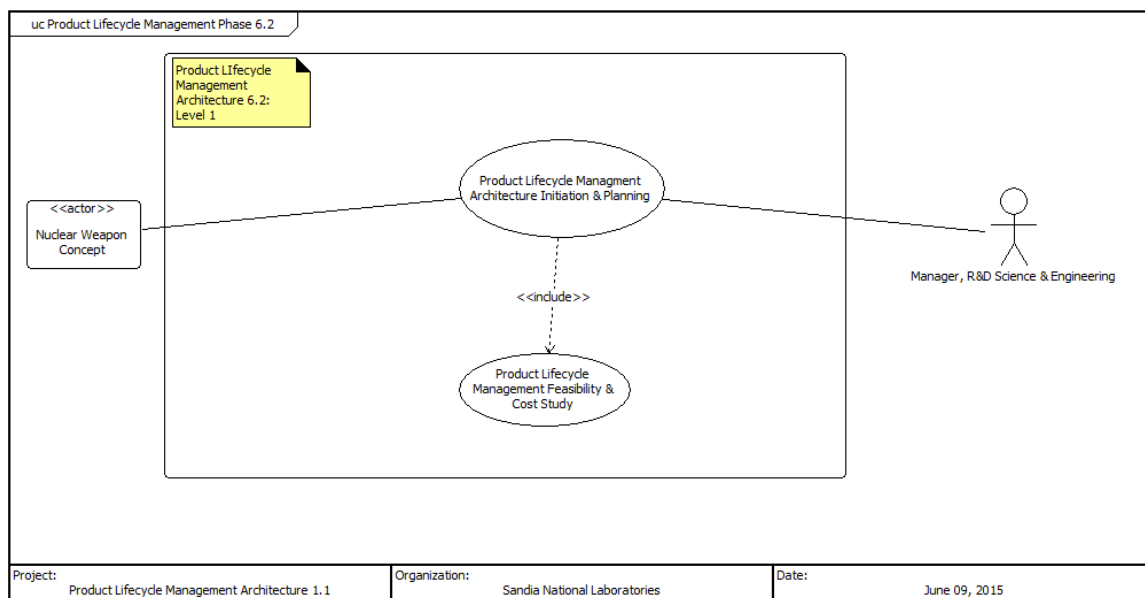 uc Product Lifecycle Management Phase 6.2
Product LIfecycle
Management
Architecture 6.2:
Level 1
Product Lifecycle Managment
Architecture Initiation & Planning
<<actor>>
Nuclear Weapon
Concept
Manager, R&D Science & Engineering
<<include>>
Product Lifecycle
Management Feasibility &
Cost Study
Project:
Product Lifecycle Management Architecture 1.1
Organization:
Sandia National Laboratories
Date:
June 09, 2015